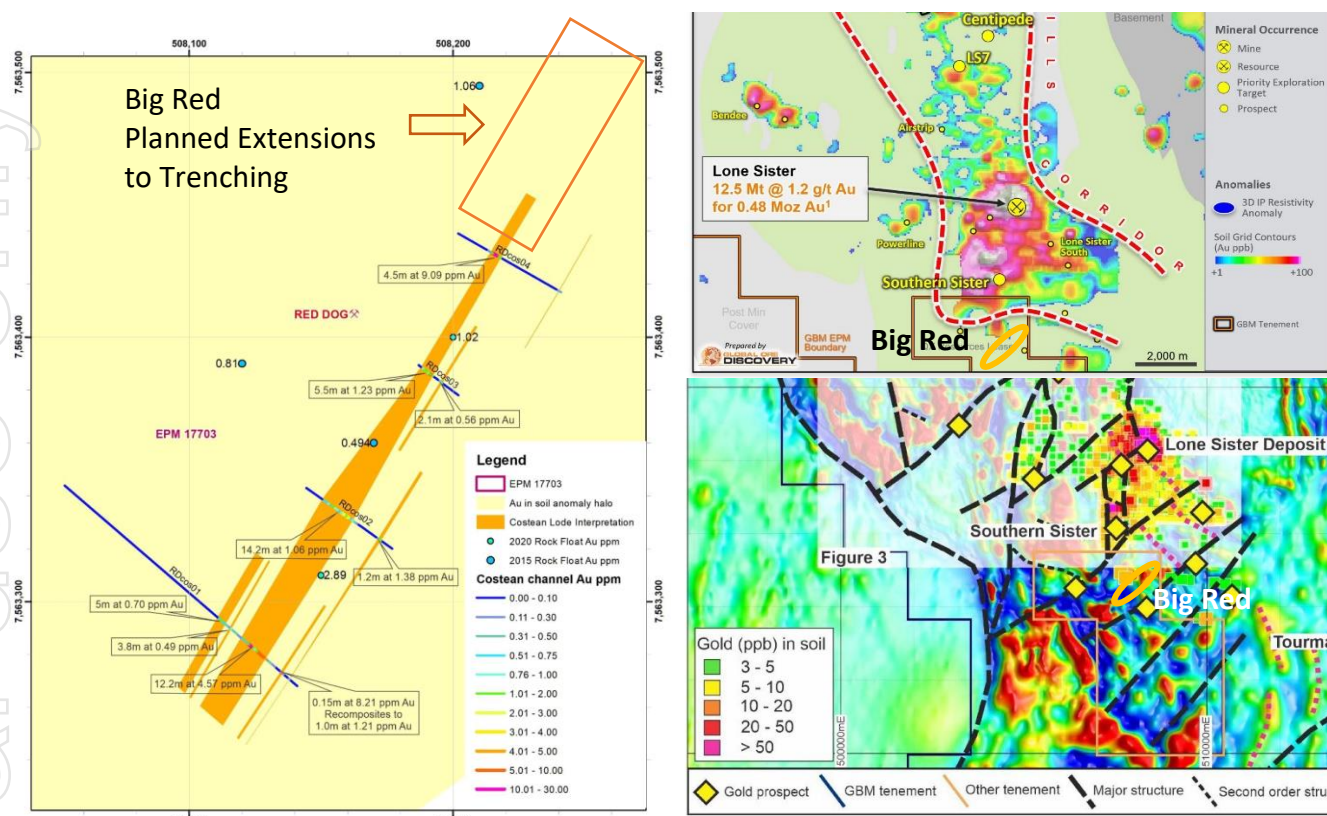 508,100
508,200
7,563,500
7,563,400
7,563,300
7,563,500
7,563,400
7,563,300
Big Red
Planned Extensions
to Trenching
1.06
RDcos04
4.5m at 9.09 ppm Au
RED DOG
1.02
0.81
RDcos03
5.5m at 1.23 ppm Au
2.1m at 0.56 ppm Au
EPM 17703
0.494
RDcos02
14.2m at 1.06 ppm Au
1.2m at 1.38 ppm Au
2.89
RDcos01
5m at 0.70 ppm Au
3.8m at 0.49 ppm Au
12.2m at 4.57 ppm Au
0.15m at 8.21 ppm Au
Recomposites to
1.0m at 1.21 ppm Au
Legend
EPM 17703
Au in soil anomaly halo
Costean Lode Interpretation
2020 Rock Float Au ppm
2015 Rock Float Au ppm
Costean channel Au ppm
0.00 - 0.10
0.11 - 0.30
0.31 - 0.50
0.51 - 0.75
0.76 - 1.00
1.01 - 2.00
2.01 - 3.00
3.01 - 4.00
4.01 - 5.00
5.01 - 10.00
10.01 - 30.00
Centipede
LS7
ILLS
CORRIDOR
Basement
Bendee
Airstrip
Lone Sister
12.5 Mt @ 1.2 g/t Au
for 0.48 Moz Au1
Powerline
Lone Sister
South
Southern Sister
Post Min
Cover
Big Red
GBM EPM
Boundary
Prepared by
GLOBAL ORE
DISCOVERY
2,000 m
Mineral Occurrence
Mine
Resource
Priority Exploration
Target
Prospect
Anomalies
3D IP Resistivity
Anomaly
Soil Grid Contours
(Au ppb)
+1
+100
GBM Tenement
Lone Sister Deposit
Southern Sister
Figure 3
Big Red
Tourma
Gold (ppb) in soil
3 - 5
5 - 10
10 - 20
20 - 50
> 50
500000mE
510000mE
Gold prospect
GBM tenement
Other tenement
Major structure
Second order stru